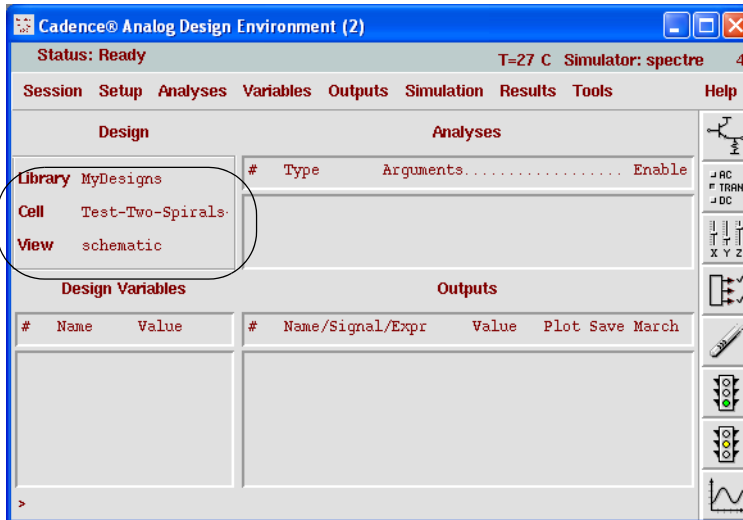 Cadence® Analog Design Environment (2)
Status: Ready T=27 C Simulator: spectre 4
Session Setup Analyses Variables Outputs Simulation Results Tools Help
Design
Library MyDesigns
Cell Test-Two-Spirals-
View schematic
Analyses
# Type Arguments.................. Enable
Design Variables
# Name Value
Outputs
# Name/Signal/Expr Value Plot Save March
>
AC
TRAN
DC
X Y Z